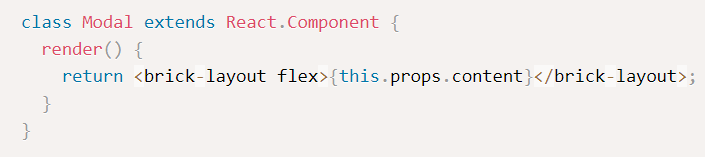 class Modal extends React.Component {
  render() {
    return <brick-layout flex>{this.props.content}</brick-layout>;
  }
}